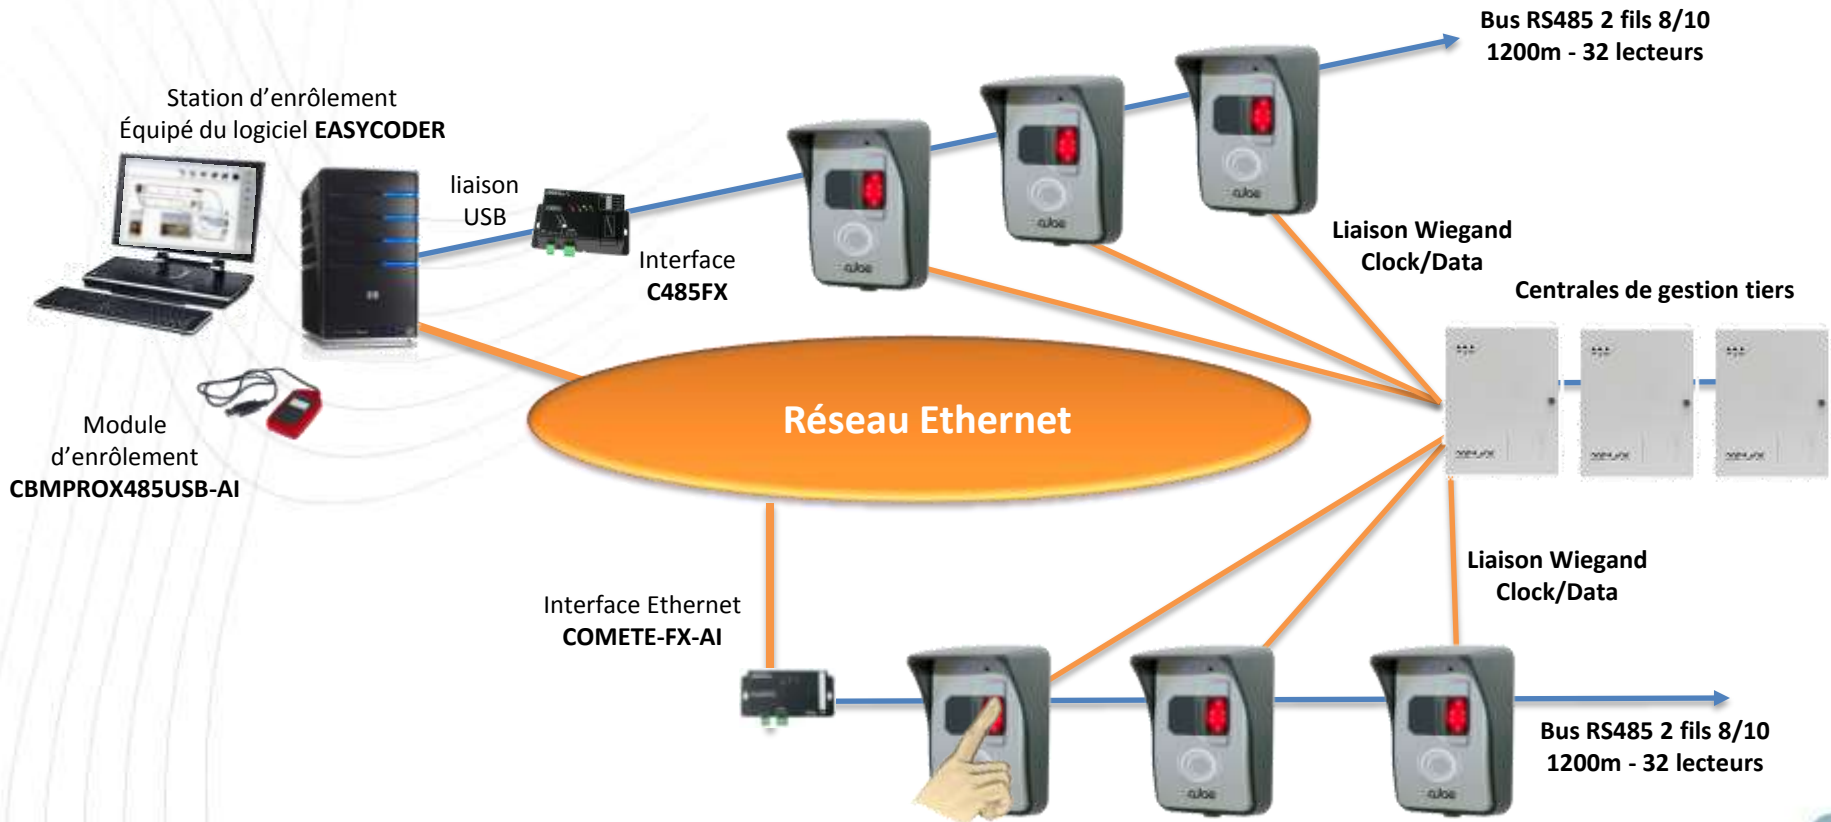 Bus RS485 2 fils 8/10
1200m - 32 lecteurs
Station d’enrôlement
Équipé du logiciel EASYCODER
liaison
USB
Interface
C485FX
Liaison Wiegand
Clock/Data
Centrales de gestion tiers
Réseau Ethernet
Module
d’enrôlement
CBMPROX485USB-AI
Interface Ethernet
COMETE-FX-AI
Liaison Wiegand
Clock/Data
Bus RS485 2 fils 8/10
1200m - 32 lecteurs